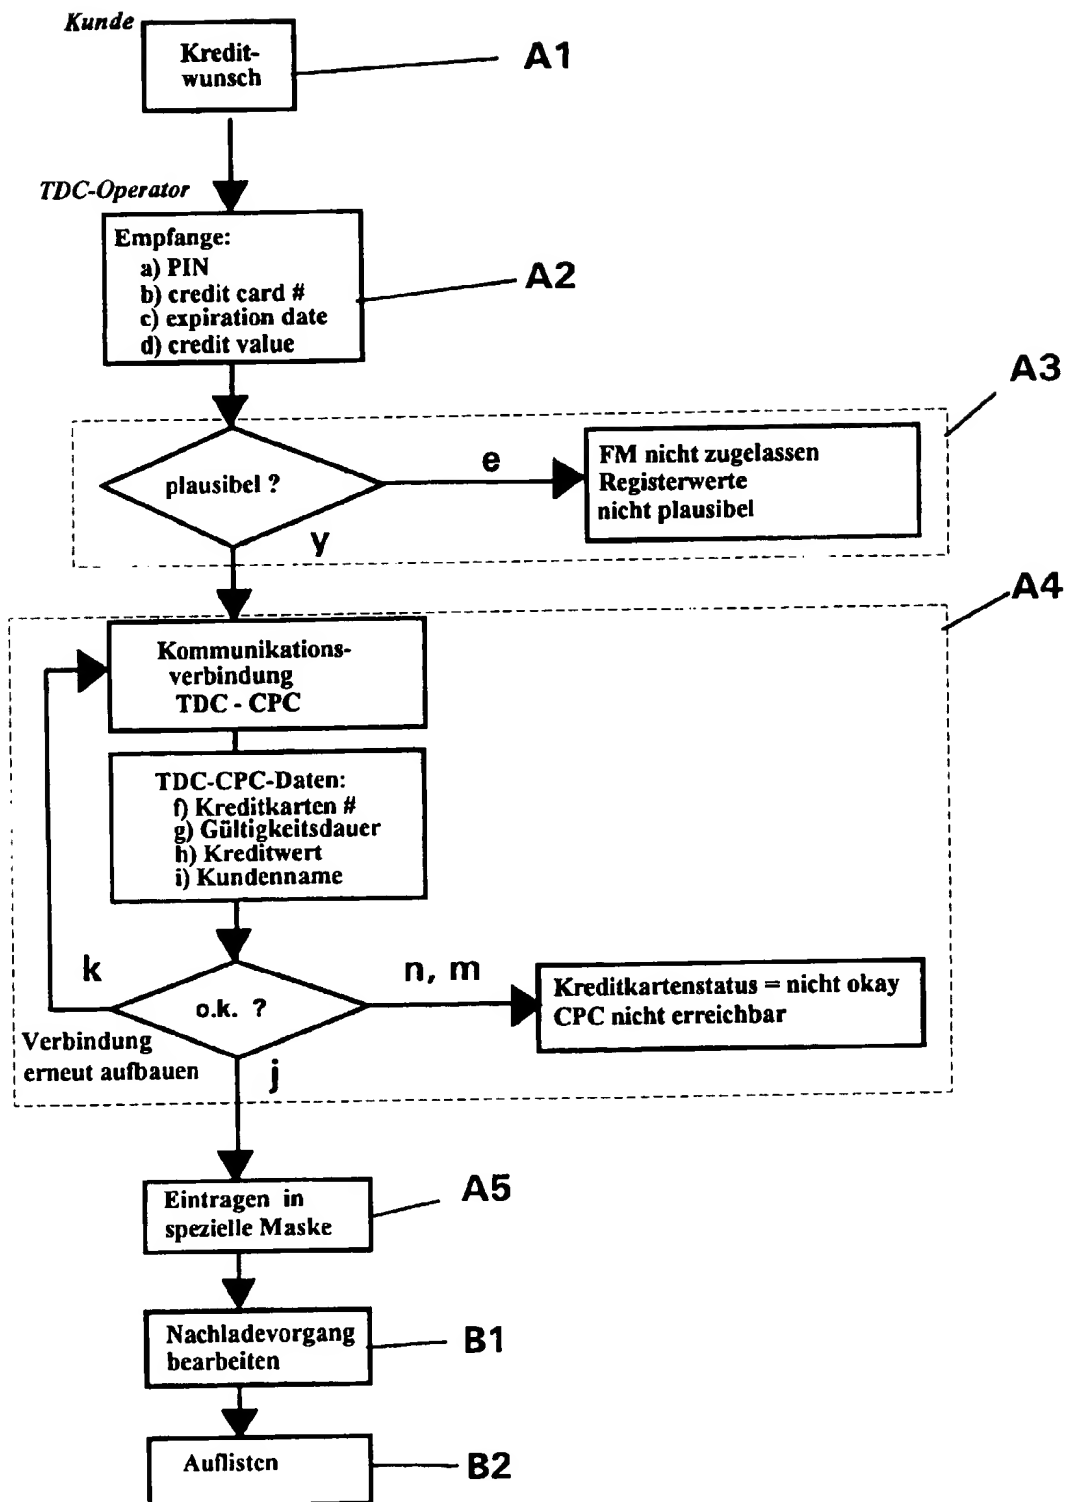 Kunde
Kredit-
wunsch
A1
TDC-Operator
Empfange:
a) PIN
b) credit card #
c) expiration date
d) credit value
A2
A3
plausibel ?
e
FM nicht zugelassen
Registerwerte
nicht plausibel
y
A4
Kommunikations-
verbindung
TDC - CPC
TDC-CPC-Daten:
f) Kreditkarten #
g) Gültigkeitsdauer
h) Kreditwert
i) Kundenname
k
n, m
o.k. ?
Kreditkartenstatus = nicht okay
CPC nicht erreichbar
Verbindung
erneut aufbauen
j
Eintragen in
spezielle Maske
A5
Nachladevorgang
bearbeiten
B1
Auflisten
B2